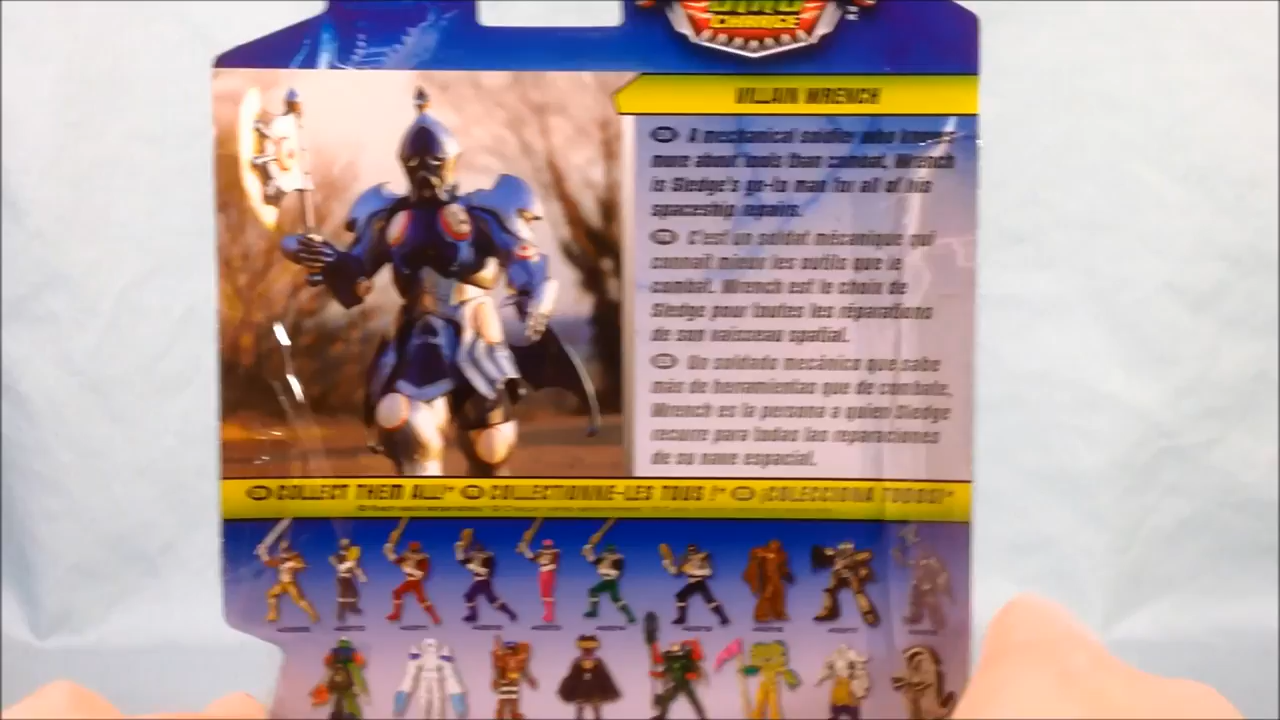 DINO
CHARGE
VILLAIN WRENCH
A mechanical soldier who knows
more about tools than combat, Wrench
is Sledge's go-to man for all of his
spaceship repairs.
C'est un soldat mécanique qui
connaît mieux les outils que le
combat. Wrench est le choix de
Sledge pour toutes les réparations
de son vaisseau spatial.
Un soldado mecánico que sabe
más de herramientas que de combate,
Wrench es la persona a quien Sledge
recurre para todas las reparaciones
de su nave espacial.
COLLECT THEM ALL!* COLLECTIONNE-LES TOUS !* ¡COLECCIONA TODOS!*